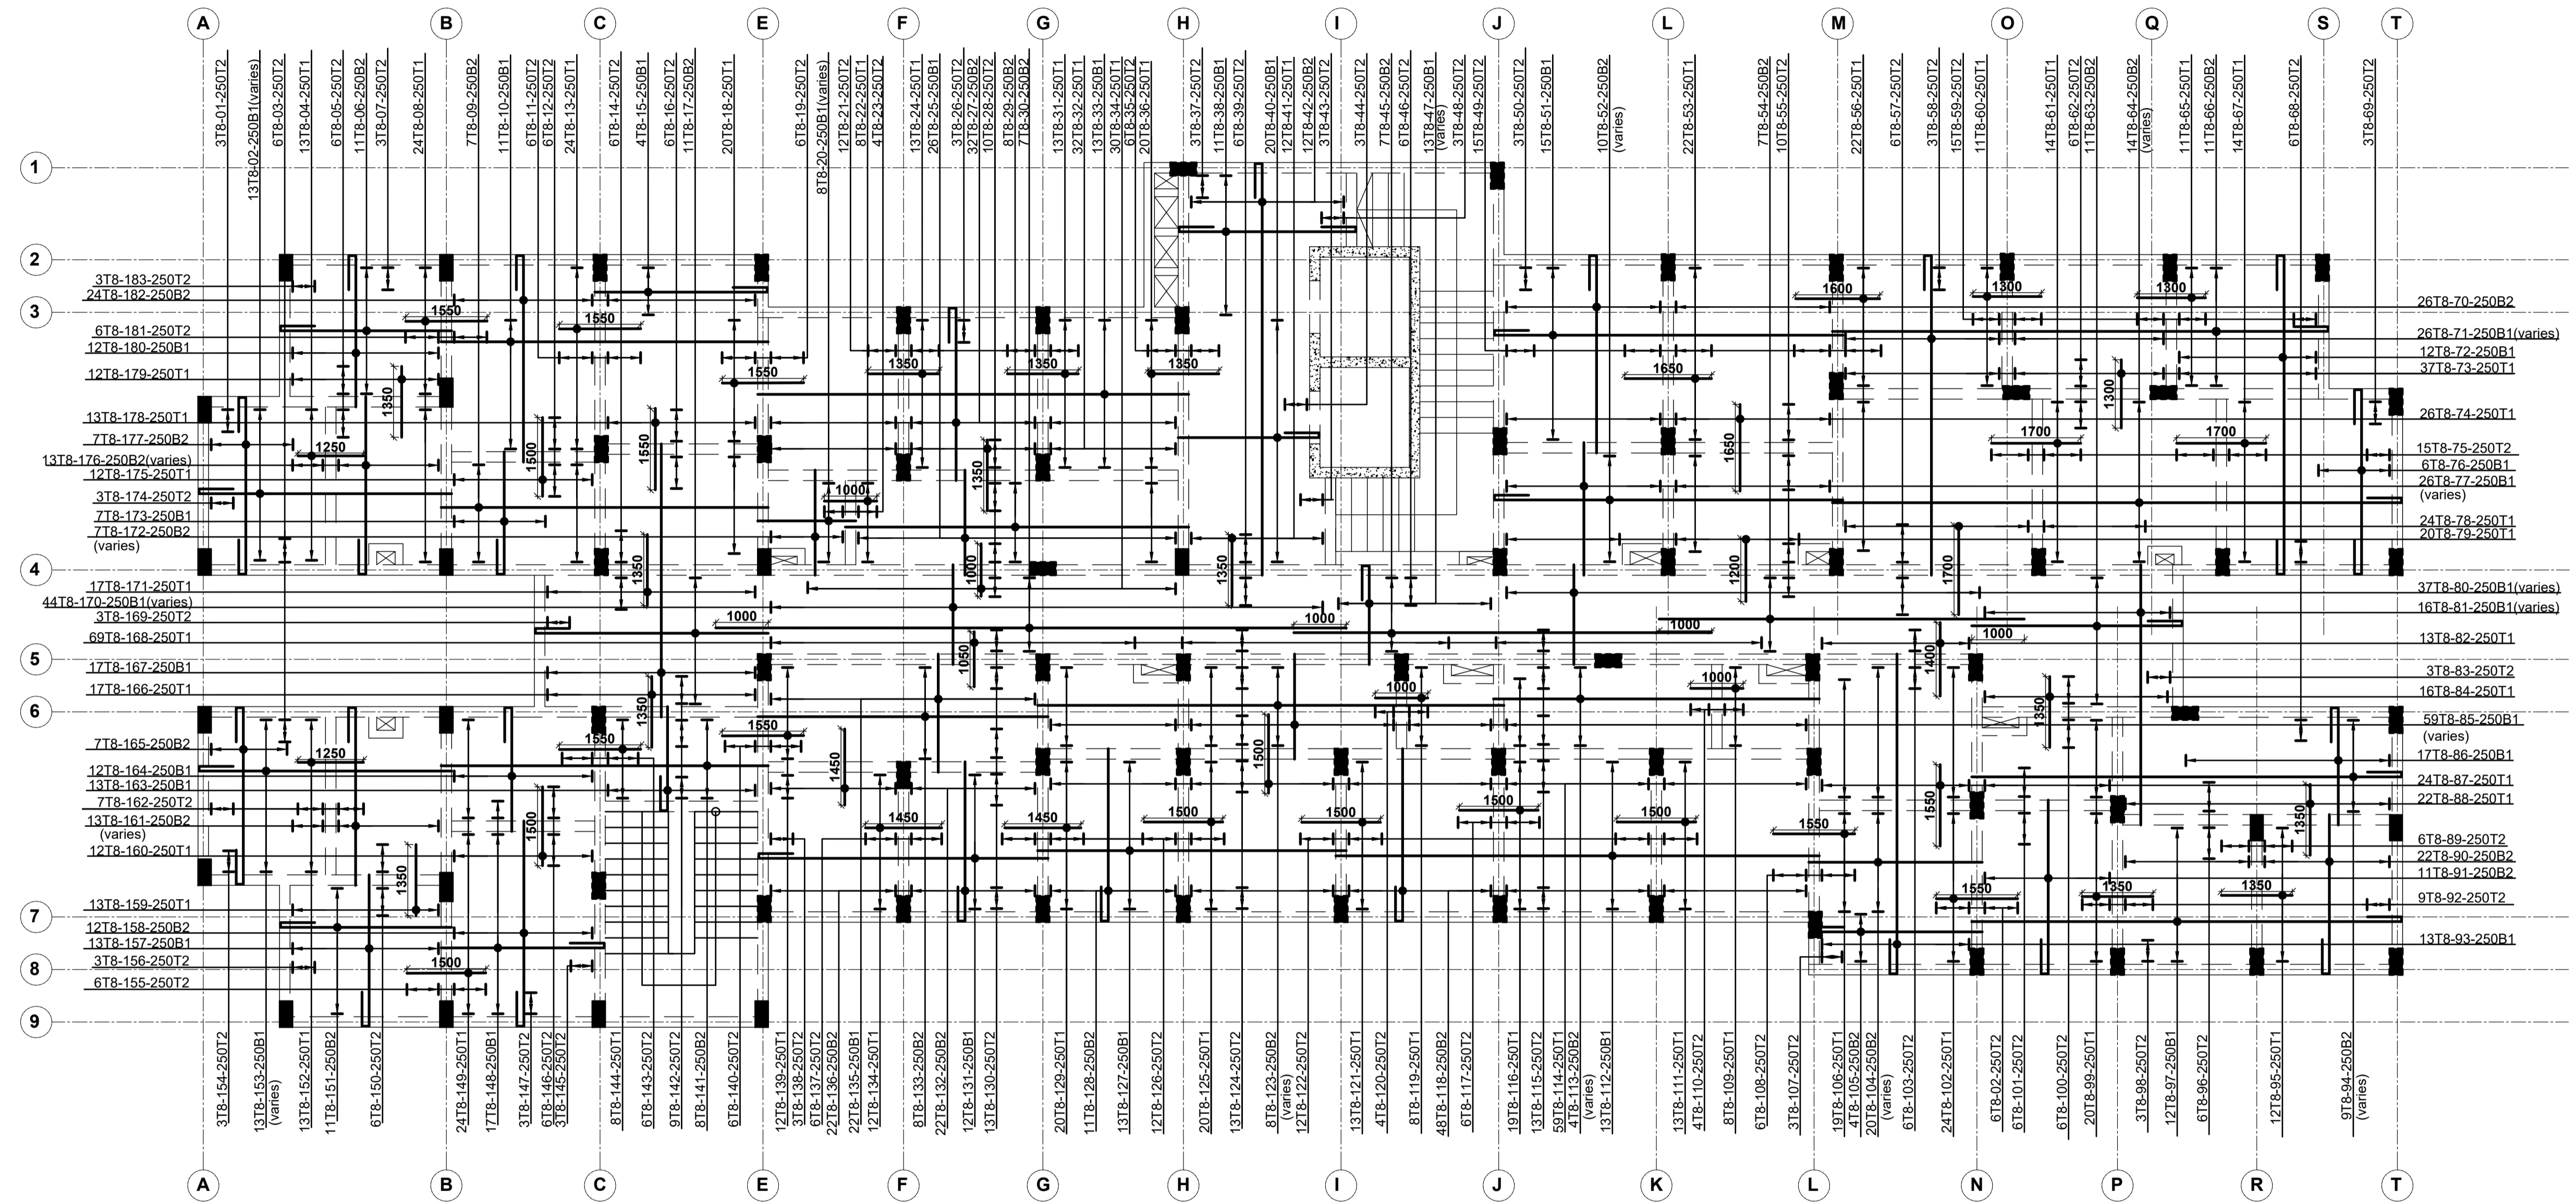 A B C E F G H I J L M O Q S T
3T8-01-250T2
13T8-02-250B1(varies)
6T8-03-250T2
13T8-04-250T1
6T8-05-250T2
11T8-06-250B2
3T8-07-250T2
24T8-08-250T1
7T8-09-250B2
11T8-10-250B1
6T8-11-250T2
6T8-12-250T2
24T8-13-250T1
6T8-14-250T2
4T8-15-250B1
6T8-16-250T2
11T8-17-250B2
20T8-18-250T1
6T8-19-250T2
8T8-20-250B1(varies)
12T8-21-250T2
8T8-22-250T1
4T8-23-250T2
13T8-24-250T1
26T8-25-250B1
3T8-26-250T2
32T8-27-250B2
10T8-28-250T2
8T8-29-250B2
7T8-30-250B2
13T8-31-250T1
32T8-32-250T1
13T8-33-250B1
30T8-34-250T1
6T8-35-250T2
20T8-36-250T1
3T8-37-250T2
11T8-38-250B1
6T8-39-250T2
20T8-40-250B1
12T8-41-250T1
12T8-42-250B2
3T8-43-250T2
3T8-44-250T2
7T8-45-250B2
6T8-46-250T2
13T8-47-250B1
(varies)
3T8-48-250T2
15T8-49-250T2
3T8-50-250T2
15T8-51-250B1
10T8-52-250B2
(varies)
22T8-53-250T1
7T8-54-250B2
10T8-55-250T2
22T8-56-250T1
6T8-57-250T2
3T8-58-250T2
15T8-59-250T2
11T8-60-250T1
14T8-61-250T1
6T8-62-250T2
11T8-63-250B2
14T8-64-250B2
(varies)
11T8-65-250T1
11T8-66-250B2
14T8-67-250T1
6T8-68-250T2
3T8-69-250T2
1
2
3
4
5
6
7
8
9
3T8-183-250T2
24T8-182-250B2
6T8-181-250T2
12T8-180-250B1
12T8-179-250T1
13T8-178-250T1
7T8-177-250B2
13T8-176-250B2(varies)
12T8-175-250T1
3T8-174-250T2
7T8-173-250B1
7T8-172-250B2
(varies)
17T8-171-250T1
44T8-170-250B1(varies)
3T8-169-250T2
69T8-168-250T1
17T8-167-250B1
17T8-166-250T1
7T8-165-250B2
12T8-164-250B1
13T8-163-250B1
7T8-162-250T2
13T8-161-250B2
(varies)
12T8-160-250T1
13T8-159-250T1
12T8-158-250B2
13T8-157-250B1
3T8-156-250T2
6T8-155-250T2
1600
1300
1300
1550
1550
1350
1350
1350
1550
1350
1650
1300
1250
1500
1550
1350
1000
1650
1700
1700
1350
1000
1350
1200
1700
1000
1000
1000
1000
1050
1400
1350
1000
1000
1350
1550
1250
1550
1450
1500
1550
1350
1500
1450
1450
1500
1500
1500
1500
1550
1350
1550
1350
1350
1500
26T8-70-250B2
26T8-71-250B1(varies)
12T8-72-250B1
37T8-73-250T1
26T8-74-250T1
15T8-75-250T2
6T8-76-250B1
26T8-77-250B1
(varies)
24T8-78-250T1
20T8-79-250T1
37T8-80-250B1(varies)
16T8-81-250B1(varies)
13T8-82-250T1
3T8-83-250T2
16T8-84-250T1
59T8-85-250B1
(varies)
17T8-86-250B1
24T8-87-250T1
22T8-88-250T1
6T8-89-250T2
22T8-90-250B2
11T8-91-250B2
9T8-92-250T2
13T8-93-250B1
3T8-154-250T2
13T8-153-250B1
(varies)
13T8-152-250T1
11T8-151-250B2
6T8-150-250T2
24T8-149-250T1
17T8-148-250B1
3T8-147-250T2
6T8-146-250T2
3T8-145-250T2
8T8-144-250T1
6T8-143-250T2
9T8-142-250T2
8T8-141-250B2
6T8-140-250T2
12T8-139-250T1
3T8-138-250T2
6T8-137-250T2
22T8-136-250B2
22T8-135-250B1
12T8-134-250T1
8T8-133-250B2
22T8-132-250B2
12T8-131-250B1
13T8-130-250T2
20T8-129-250T1
11T8-128-250B2
13T8-127-250B1
12T8-126-250T2
20T8-125-250T1
13T8-124-250T2
8T8-123-250B2
(varies)
12T8-122-250T2
13T8-121-250T1
4T8-120-250T2
8T8-119-250T1
48T8-118-250B2
6T8-117-250T2
19T8-116-250T1
13T8-115-250T2
59T8-114-250T1
4T8-113-250B2
(varies)
13T8-112-250B1
13T8-111-250T1
4T8-110-250T2
8T8-109-250T1
6T8-108-250T2
3T8-107-250T2
19T8-106-250T1
4T8-105-250B2
20T8-104-250B2
(varies)
6T8-103-250T2
24T8-102-250T1
6T8-02-250T2
6T8-101-250T2
6T8-100-250T2
20T8-99-250T1
3T8-98-250T2
12T8-97-250B1
6T8-96-250T2
12T8-95-250T1
9T8-94-250B2
(varies)
A B C E F G H I J K L N P R T